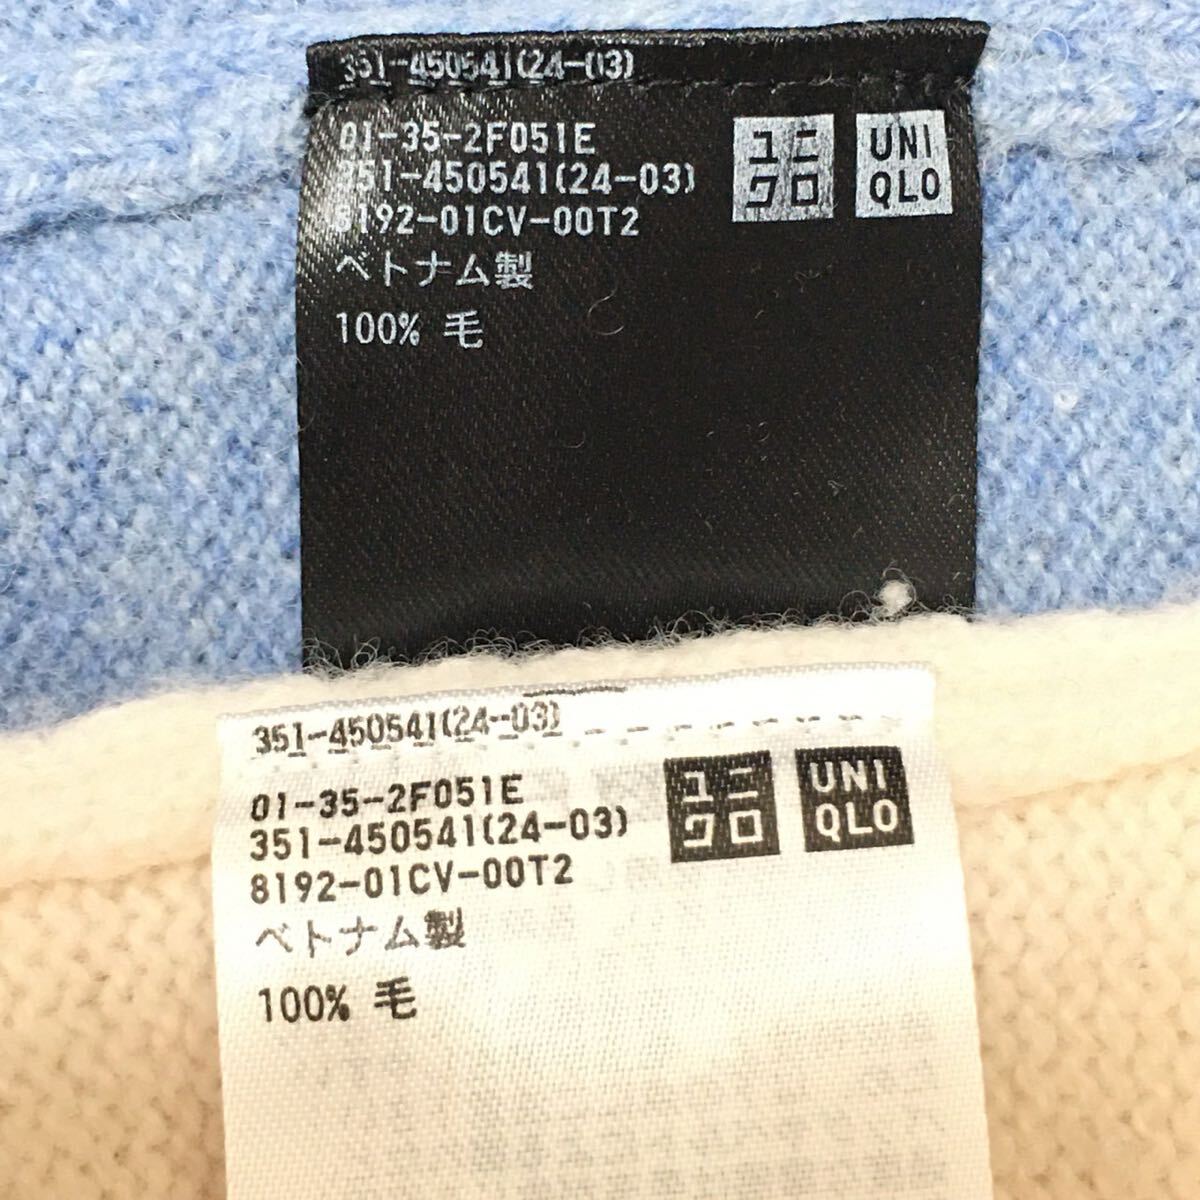 351-450541(24-03)
01-35-2F051E
351-450541(24-03)
8192-01CV-00T2
ベトナム製
100% 毛
ユニ
クロ
UNI
QLO
351-450541(24-03)
01-35-2F051E
351-450541(24-03)
8192-01CV-00T2
ベトナム製
100% 毛
ユニ
クロ
UNI
QLO